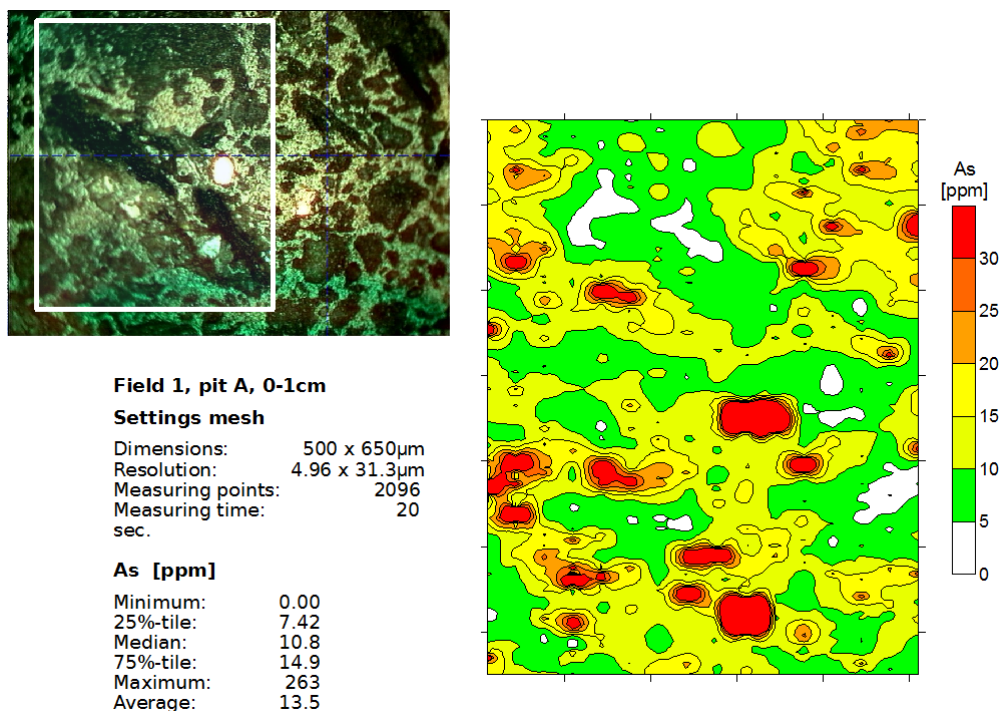 Field 1, pit A, 0-1cm
Settings mesh
Dimensions: 500 x 650µm
Resolution: 4.96 x 31.3µm
Measuring points: 2096
Measuring time: 20
sec.
As [ppm]
Minimum: 0.00
25%-tile: 7.42
Median: 10.8
75%-tile: 14.9
Maximum: 263
Average: 13.5
As
[ppm]
30
25
20
15
10
5
0